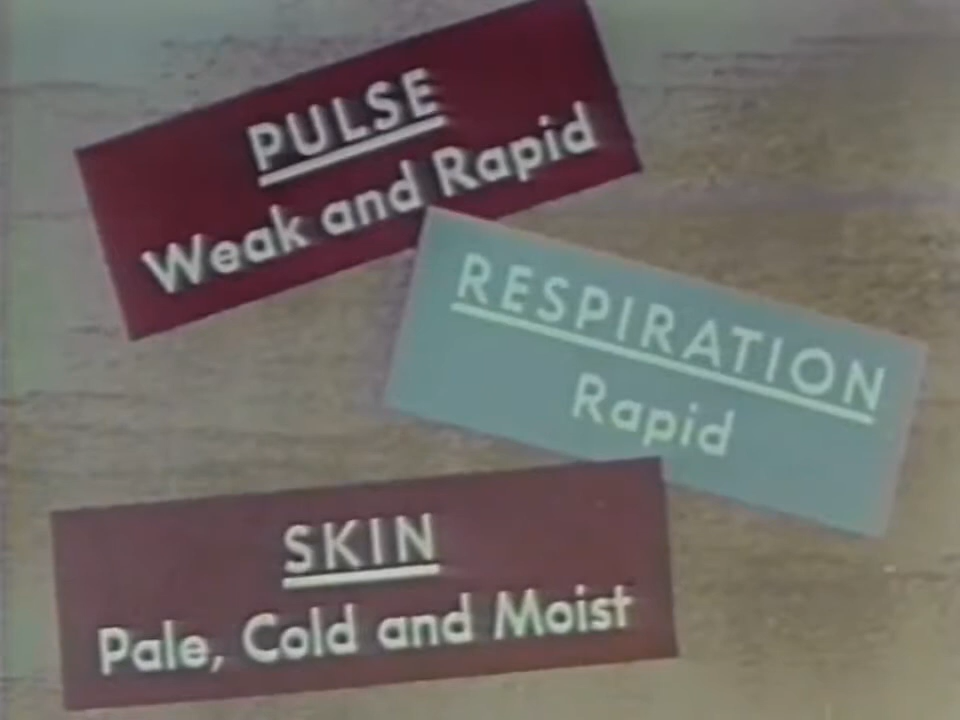 PULSE
Weak and Rapid
RESPIRATION
Rapid
SKIN
Pale, Cold and Moist